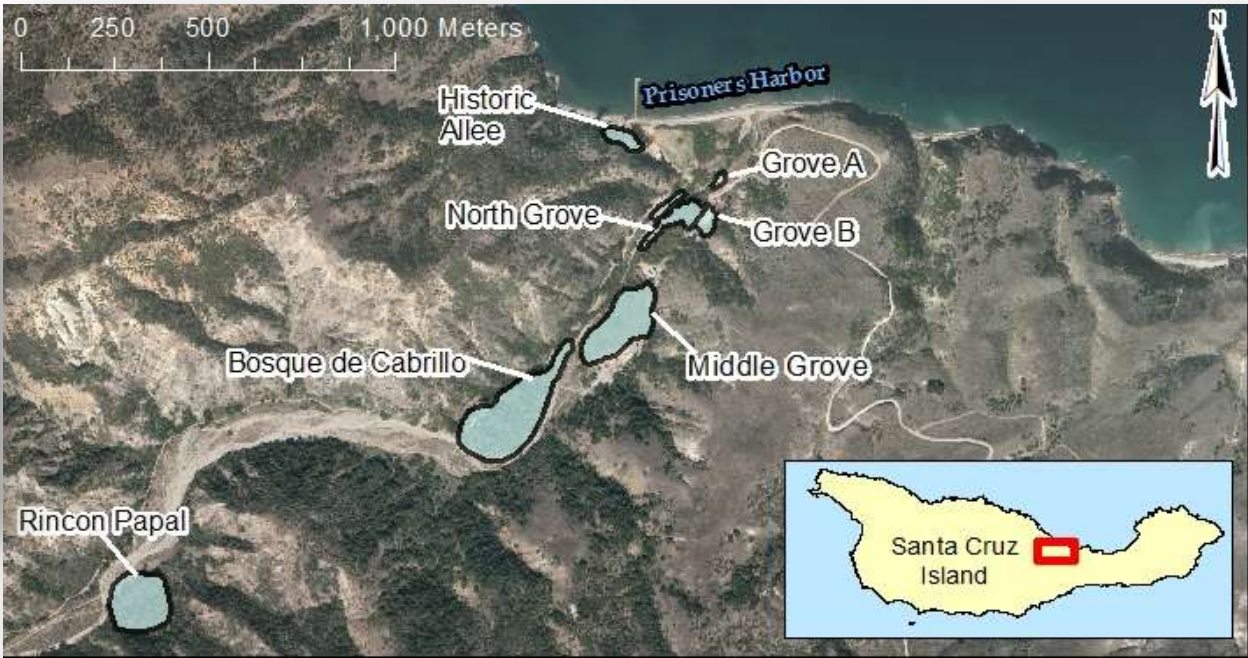 0 250 500 1,000 Meters
N
Prisoners Harbor
Historic
Allee
Grove A
North Grove
Grove B
Bosque de Cabrillo
Middle Grove
Rincon Papal
Santa Cruz
Island